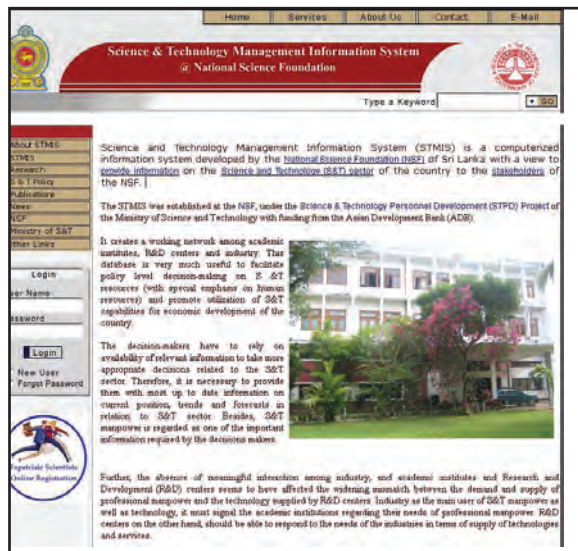 Home Services About Us Contact E-Mail
Science & Technology Management Information System
@ National Science Foundation
Type a Keyword GO
About STMIS
STMIS
Research
S & T Policy
Publications
News
NSF
Ministry of S&T
Other Links
Login
User Name
Password
Login
New User
Forgot Password
Expatriate Scientists
Online Registration
Science and Technology Management Information System (STMIS) is a computerized
information system developed by the National Science Foundation (NSF) of Sri Lanka with a view to
provide information on the Science and Technology (S&T) sector of the country to the stakeholders of
the NSF.
The STMIS was established at the NSF, under the Science & Technology Personnel Development (STPD) Project of
the Ministry of Science and Technology with funding from the Asian Development Bank (ADB).
It creates a working network among academic
institutes, R&D centers and industry. This
database is very much useful to facilitate
policy level decision-making on S &T
resources (with special emphasis on human
resources) and promote utilization of S&T
capabilities for economic development of the
country.
The decision-makers have to rely on
availability of relevant information to take more
appropriate decisions related to the S&T
sector. Therefore, it is necessary to provide
them with most up to date information on
current position, trends and forecasts in
relation to S&T sector. Besides, S&T
manpower is regarded as one of the important
information required by the decisions makers.
Further, the absence of meaningful interaction among industry, and academic institutes and Research and
Development (R&D) centers seems to have affected the widening mismatch between the demand and supply of
professional manpower and the technology supplied by R&D centers. Industry as the main user of S&T manpower as
well as technology, it must signal the academic institutions regarding their needs of professional manpower. R&D
centers on the other hand, should be able to respond to the needs of the industries in terms of supply of technologies
and services.